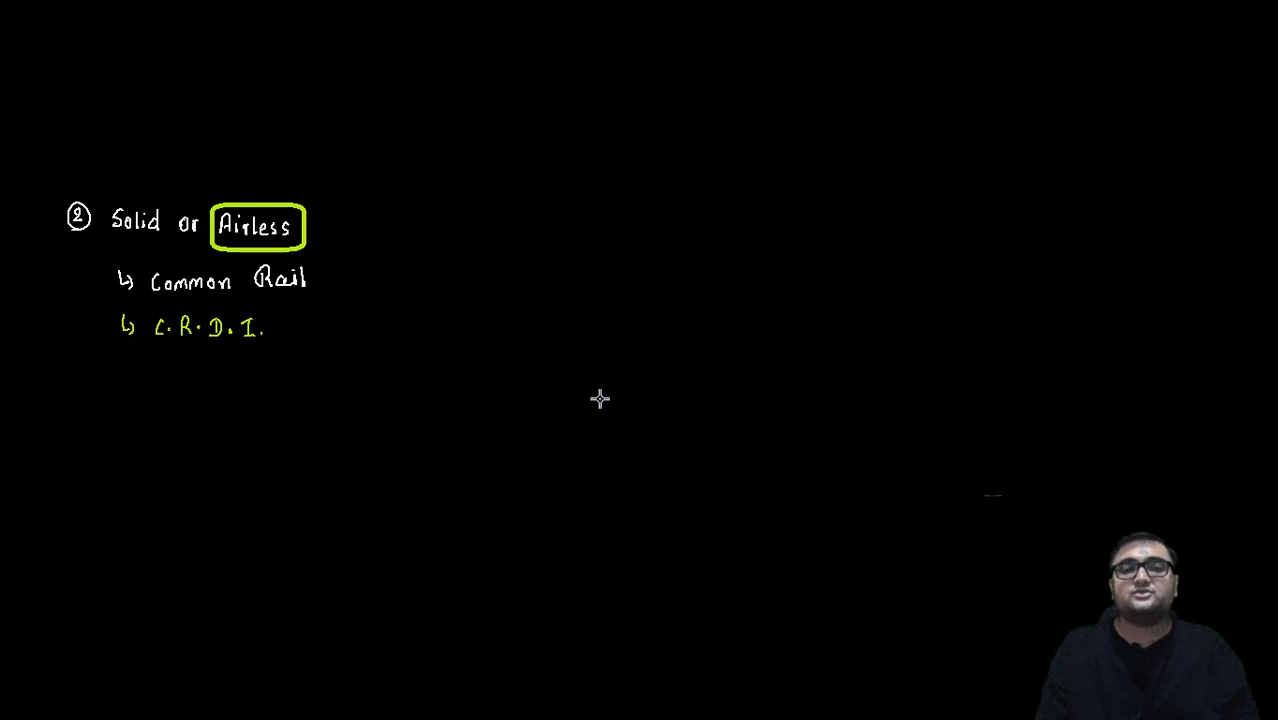 ② Solid or Airless
↳ Common Rail
↳ C.R.D.I.